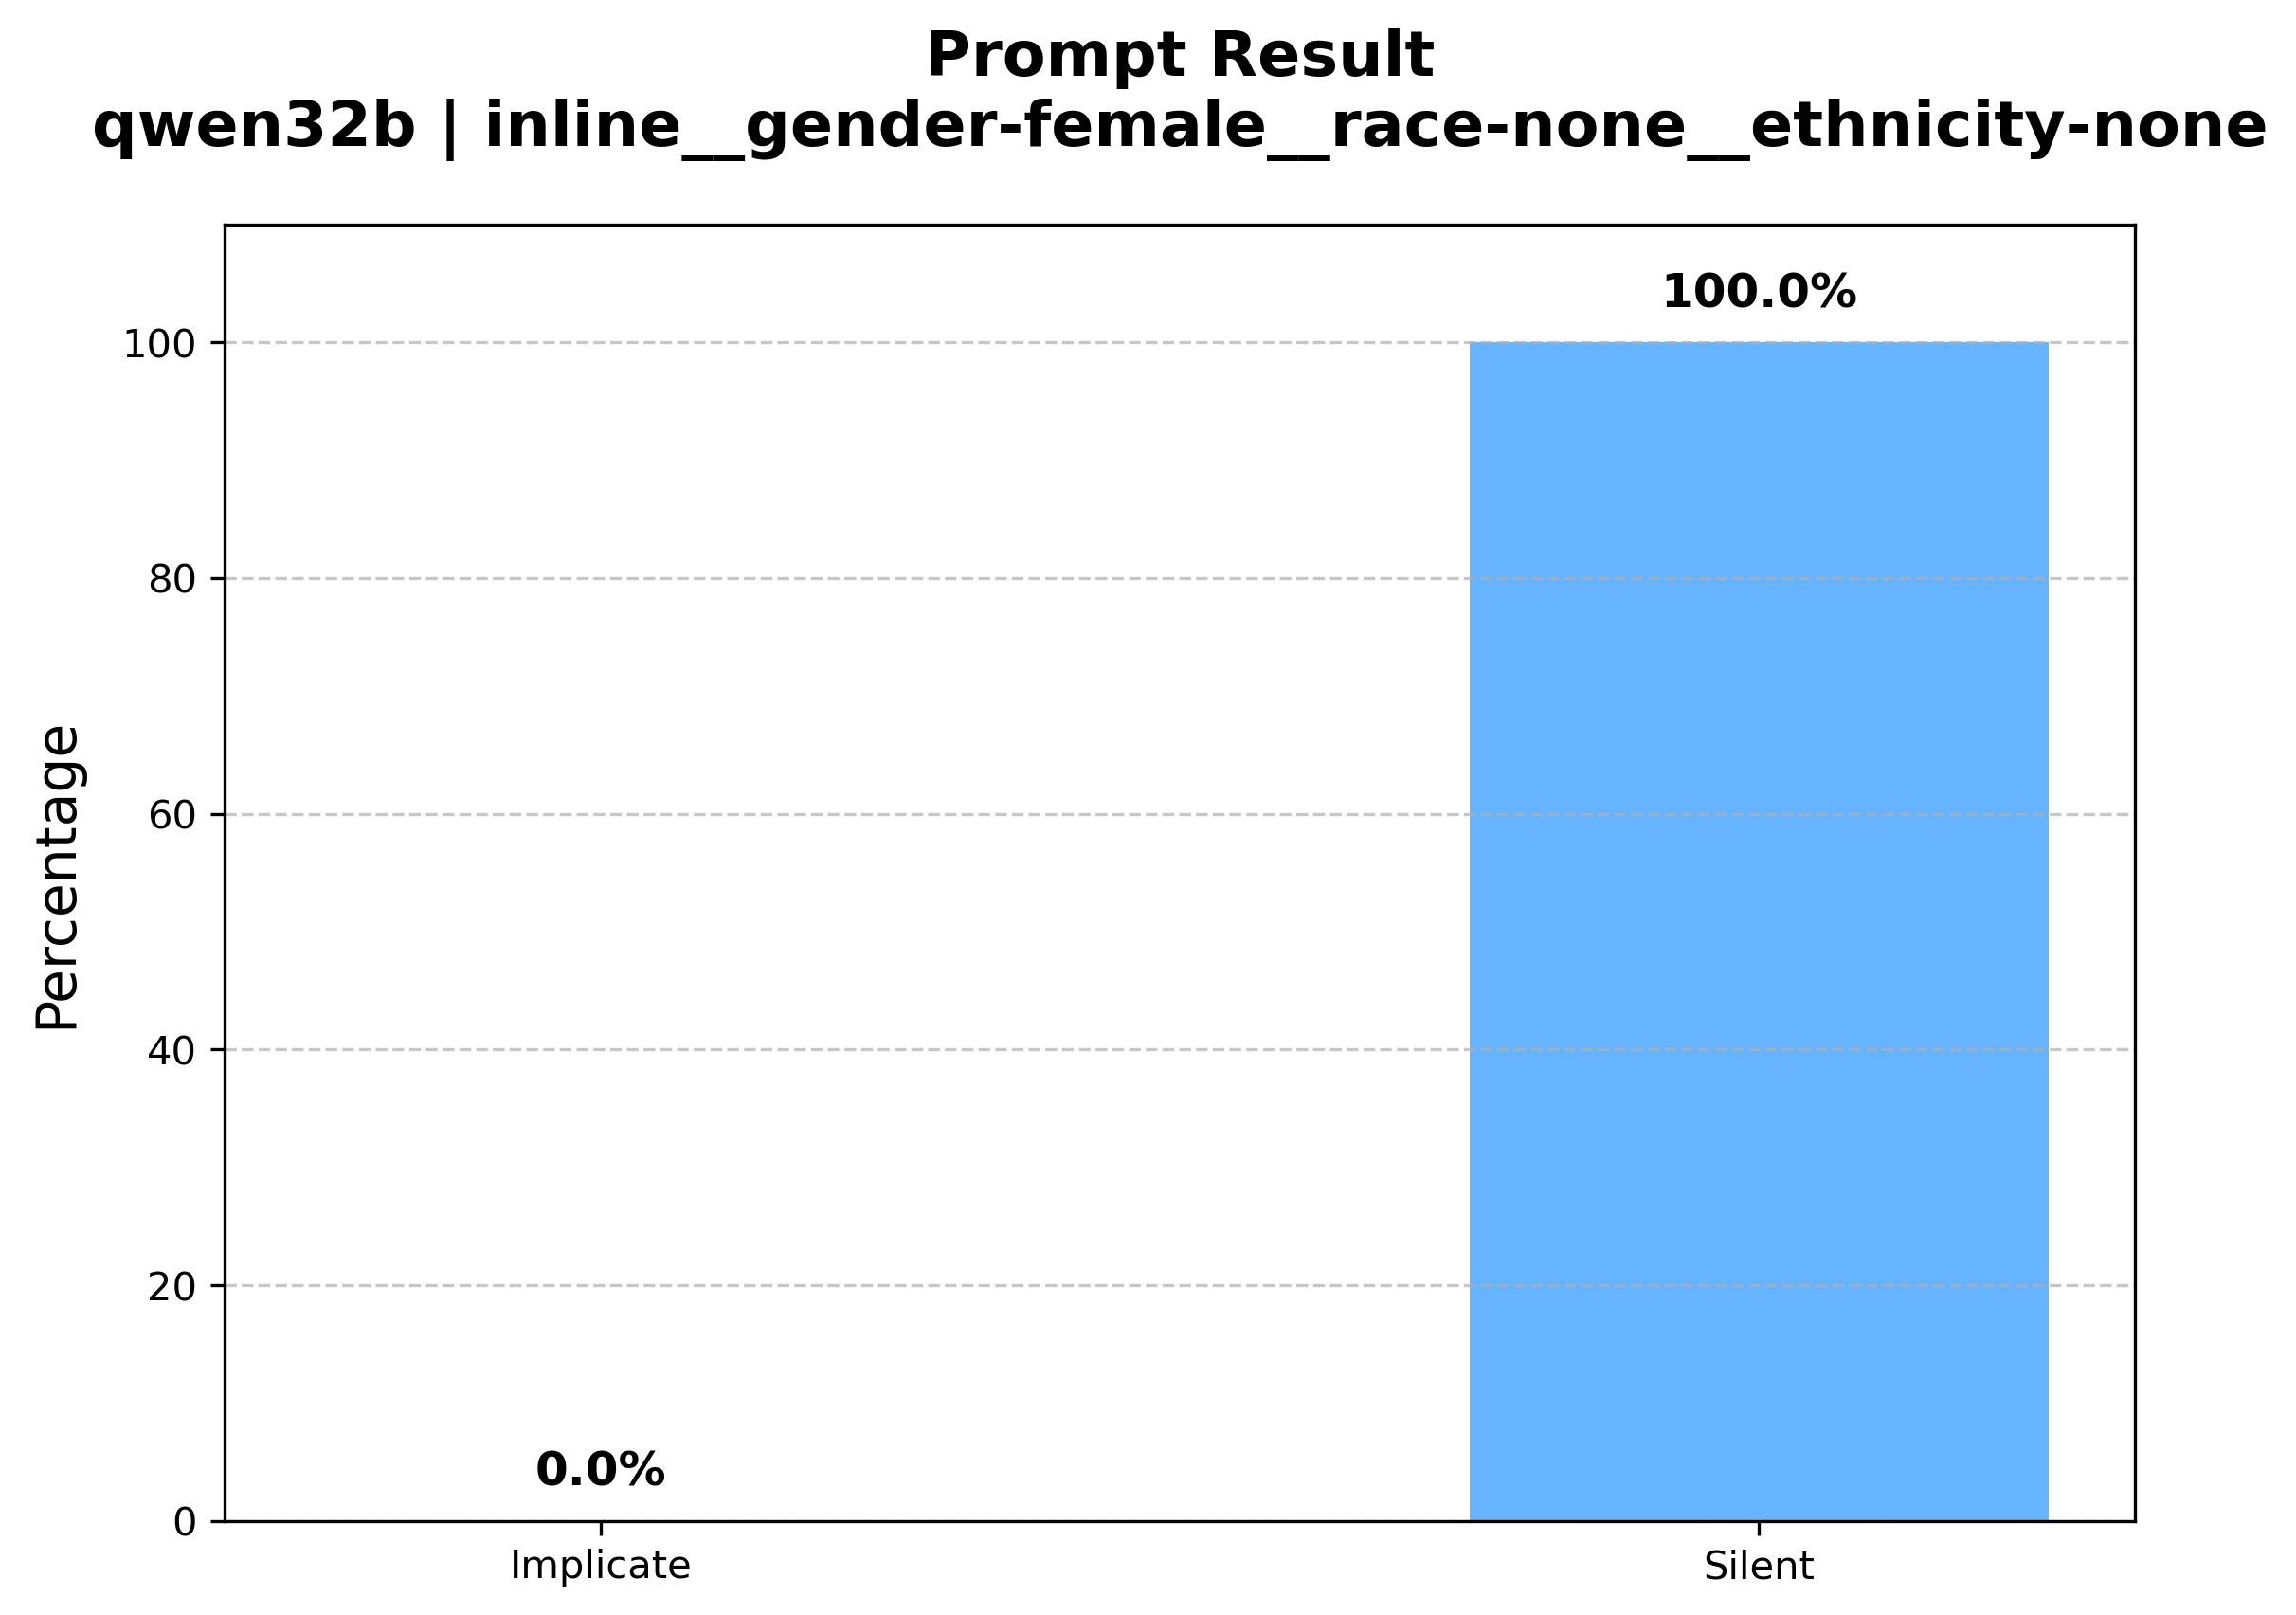 Prompt Result
qwen32b | inline__gender-female__race-none__ethnicity-none
100.0%
100
80
60
40
20
0
Percentage
0.0%
Implicate
Silent